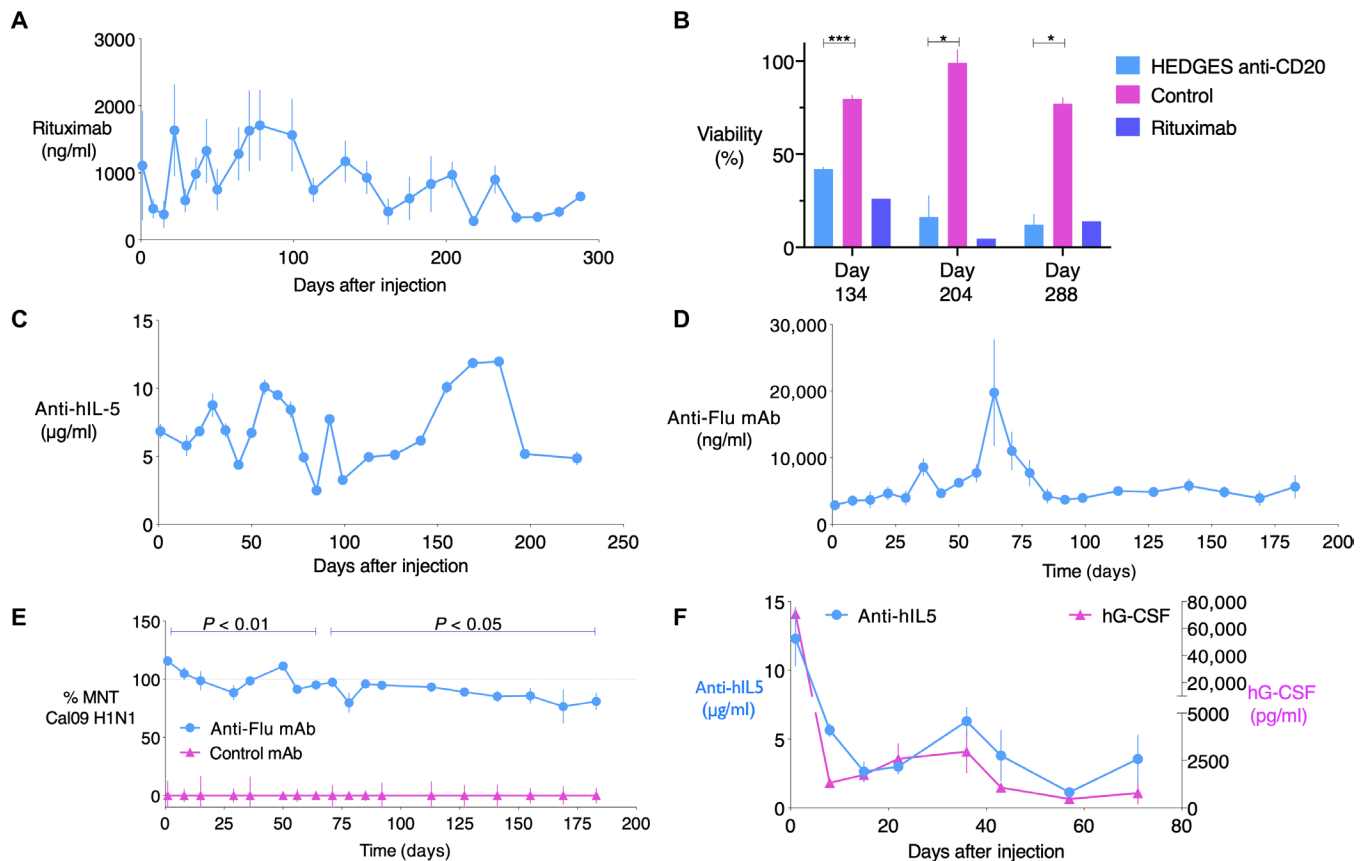 A
3000
2000
1000
0
Rituximab
(ng/ml)
0
100
200
300
Days after injection
B
***
*
*
100
50
0
Viability
(%)
Day
134
Day
204
Day
288
HEDGES anti-CD20
Control
Rituximab
C
15
10
5
0
Anti-hIL-5
(µg/ml)
0
50
100
150
200
250
Days after injection
D
30,000
20,000
10,000
0
Anti-Flu mAb
(ng/ml)
0
25
50
75
100
125
150
175
200
Time (days)
E
150
100
50
0
P < 0.01
P < 0.05
% MNT
Cal09 H1N1
Anti-Flu mAb
Control mAb
0
25
50
75
100
125
150
175
200
Time (days)
F
15
10
5
0
Anti-hIL5
hG-CSF
Anti-hIL5
(µg/ml)
80,000
60,000
40,000
20,000
5000
2500
0
hG-CSF
(pg/ml)
0
20
40
60
80
Days after injection